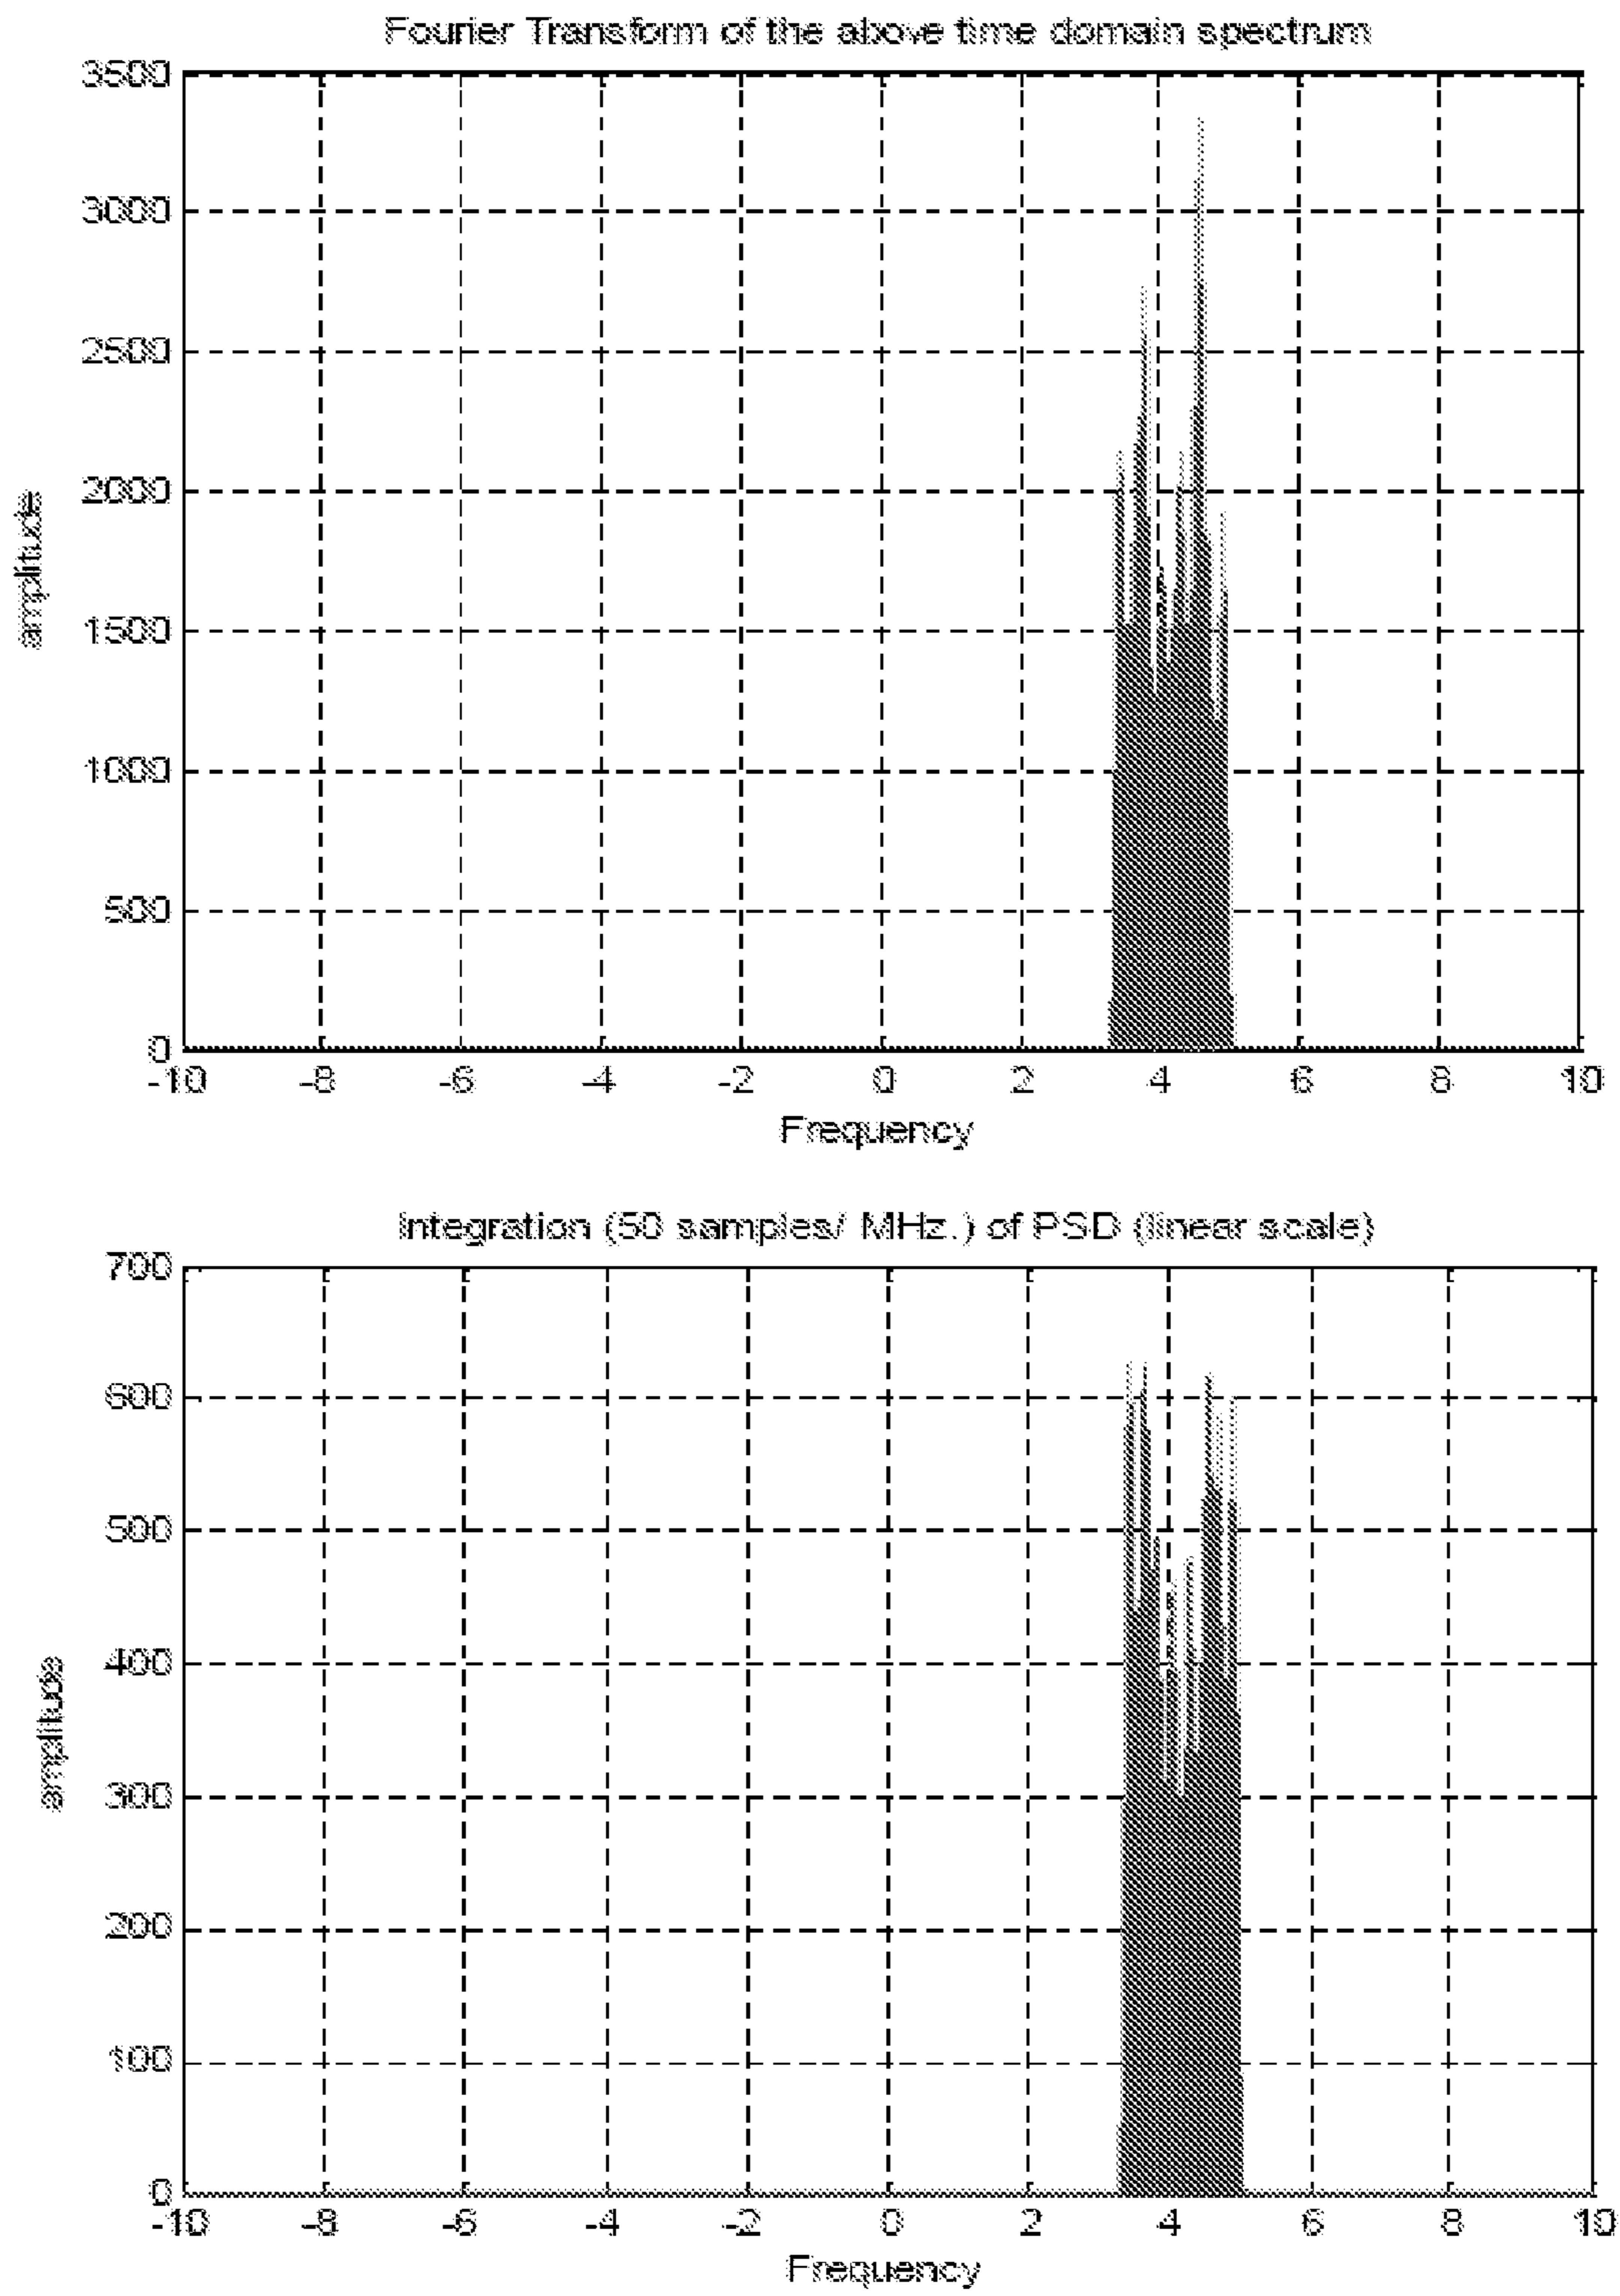 Fourier Transform of the above time domain spectrum
3500
3000
2500
2000
1500
1000
500
0
amplitude
-10 -8 -6 -4 -2 0 2 4 6 8 10
Frequency
Integration (50 samples/ MHz.) of PSD (linear scale)
700
600
500
400
300
200
100
0
amplitude
-10 -8 -6 -4 -2 0 2 4 6 8 10
Frequency